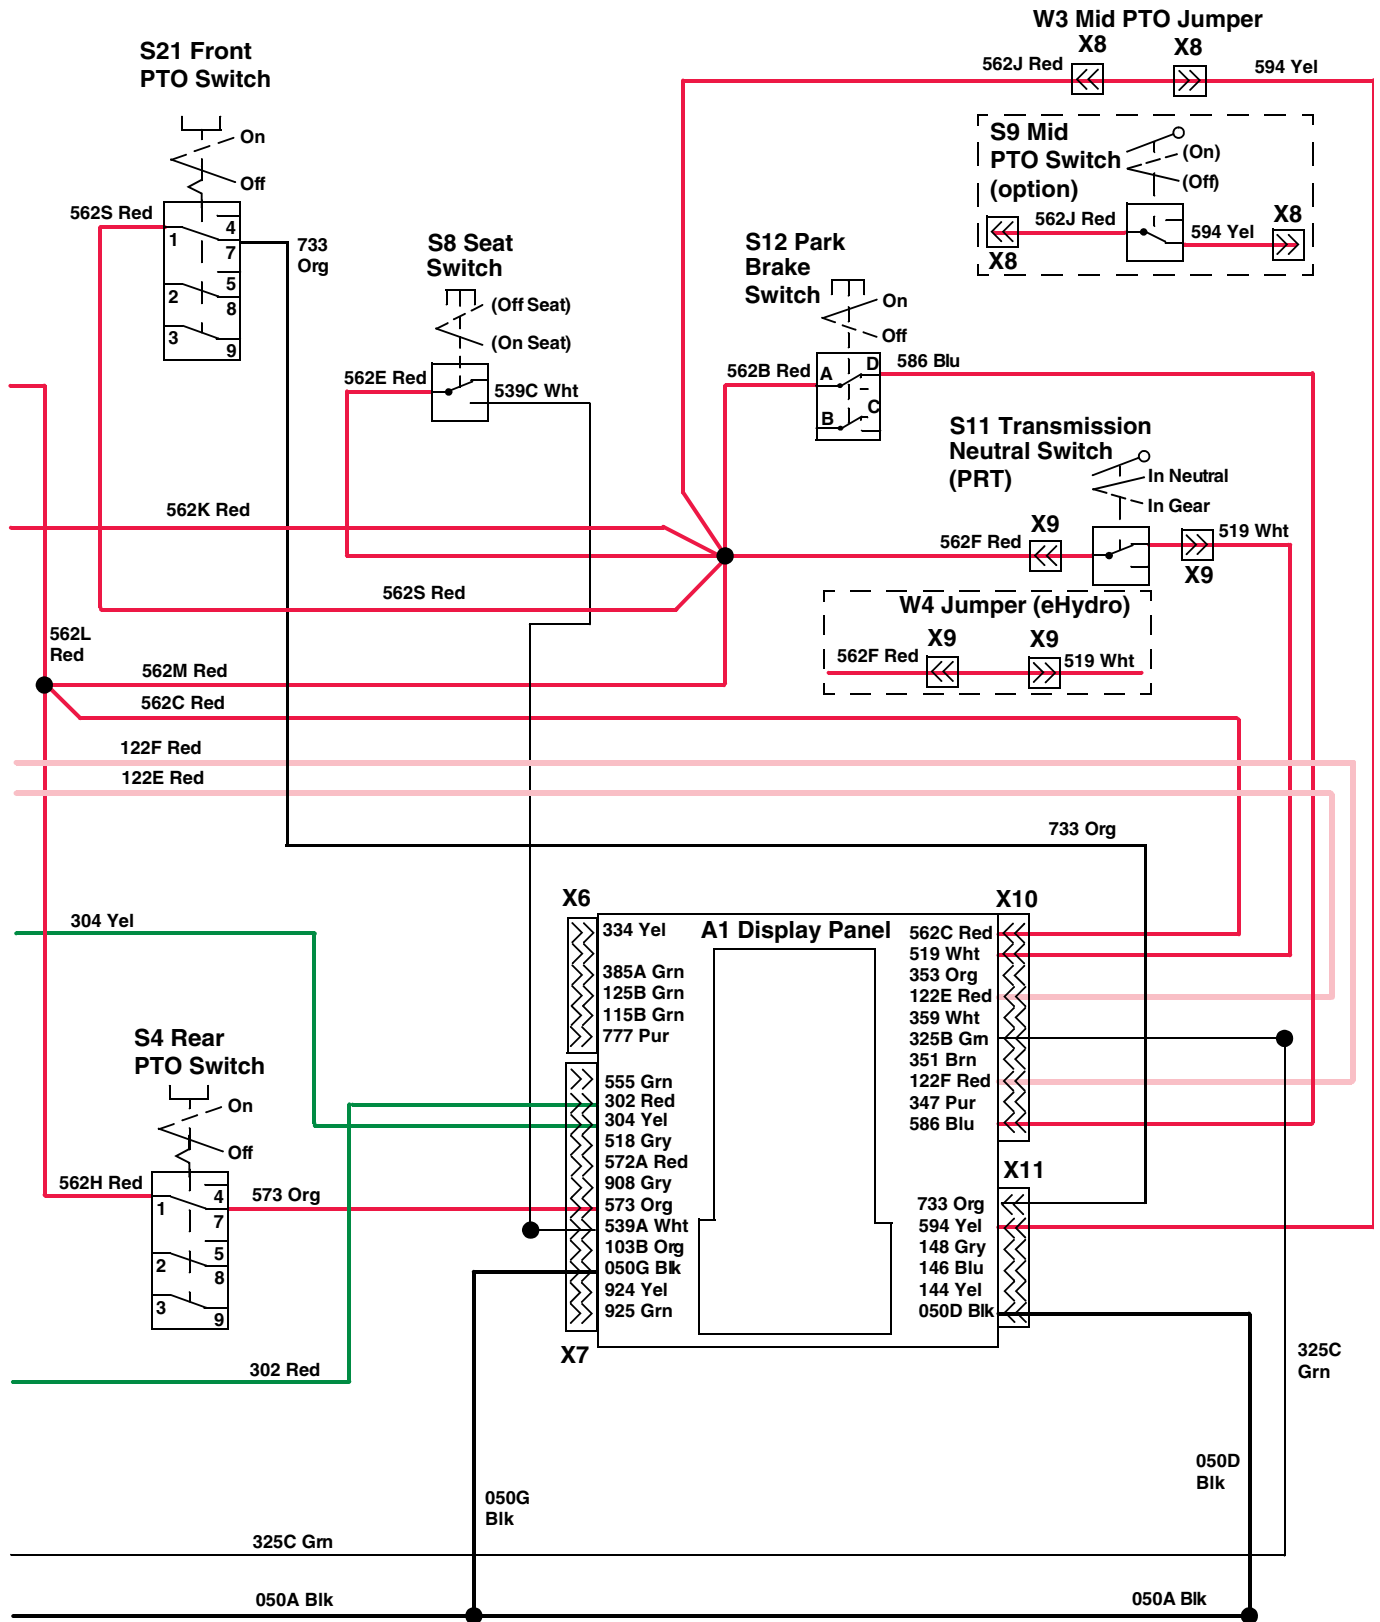 W3 Mid PTO Jumper
X8
X8
562J Red
594 Yel
S21 Front
PTO Switch
On
Off
562S Red
1
4
7
2
5
8
3
9
733
Org
S8 Seat
Switch
(Off Seat)
(On Seat)
562E Red
539C Wht
S9 Mid
PTO Switch
(option)
(On)
(Off)
562J Red
594 Yel
X8
X8
S12 Park
Brake
Switch
On
Off
562B Red
A
D
B
C
586 Blu
S11 Transmission
Neutral Switch
(PRT)
In Neutral
In Gear
562F Red
X9
519 Wht
X9
562K Red
562S Red
W4 Jumper (eHydro)
X9
X9
562F Red
519 Wht
562L
Red
562M Red
562C Red
122F Red
122E Red
733 Org
304 Yel
X6
334 Yel
385A Grn
125B Grn
115B Grn
777 Pur
A1 Display Panel
X10
562C Red
519 Wht
353 Org
122E Red
359 Wht
325B Grn
351 Brn
122F Red
347 Pur
586 Blu
S4 Rear
PTO Switch
On
Off
562H Red
1
4
7
2
5
8
3
9
573 Org
555 Grn
302 Red
304 Yel
518 Gry
572A Red
908 Gry
573 Org
539A Wht
103B Org
050G Blk
924 Yel
925 Grn
X7
X11
733 Org
594 Yel
148 Gry
146 Blu
144 Yel
050D Blk
302 Red
325C
Grn
050D
Blk
050G
Blk
325C Grn
050A Blk
050A Blk